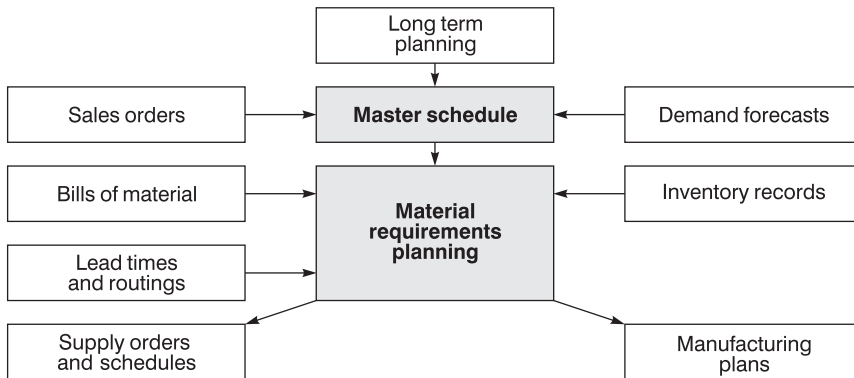 Long term
planning
Sales orders
Master schedule
Demand forecasts
Bills of material
Inventory records
Material
requirements
planning
Lead times
and routings
Supply orders
and schedules
Manufacturing
plans